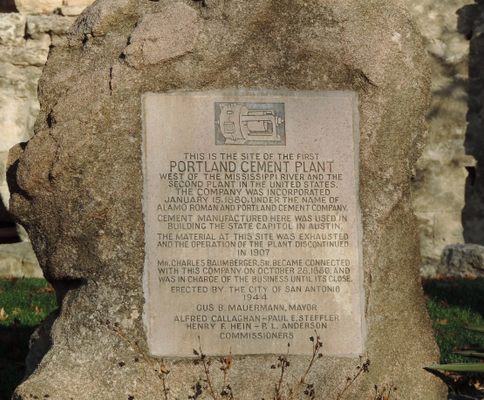 THIS IS THE SITE OF THE FIRST
PORTLAND CEMENT PLANT
WEST OF THE MISSISSIPPI RIVER AND THE
SECOND PLANT IN THE UNITED STATES.
THE COMPANY WAS INCORPORATED
JANUARY 15, 1880, UNDER THE NAME OF
ALAMO ROMAN AND PORTLAND CEMENT COMPANY.
CEMENT MANUFACTURED HERE WAS USED IN
BUILDING THE STATE CAPITOL IN AUSTIN.
THE MATERIAL AT THIS SITE WAS EXHAUSTED
AND THE OPERATION OF THE PLANT DISCONTINUED
IN 1907
MR. CHARLES BAUMBERGER, SR. BECAME CONNECTED
WITH THIS COMPANY ON OCTOBER 28, 1880, AND
WAS IN CHARGE OF THE BUSINESS UNTIL ITS CLOSE.
ERECTED BY THE CITY OF SAN ANTONIO
1944
GUS B. MAUERMANN, MAYOR
ALFRED CALLAGHAN – PAUL E. STEFFLER
HENRY F. HEIN – P. L. ANDERSON
COMMISSIONERS